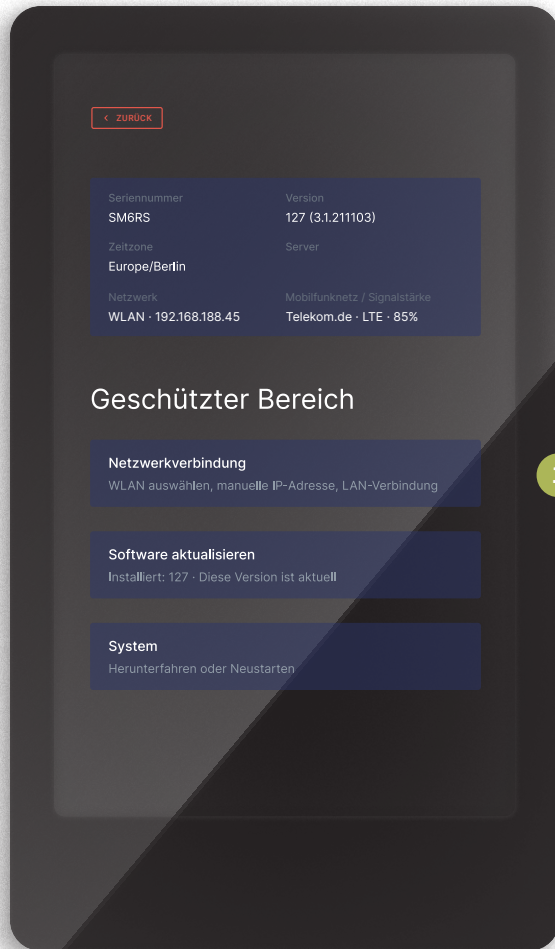 < ZURÜCK
Seriennummer
SM6RS
Version
127 (3.1.211103)
Zeitzone
Europe/Berlin
Server
Netzwerk
WLAN · 192.168.188.45
Mobilfunknetz / Signalstärke
Telekom.de · LTE · 85%
Geschützter Bereich
Netzwerkverbindung
WLAN auswählen, manuelle IP-Adresse, LAN-Verbindung
Software aktualisieren
Installiert: 127 · Diese Version ist aktuell
System
Herunterfahren oder Neustarten